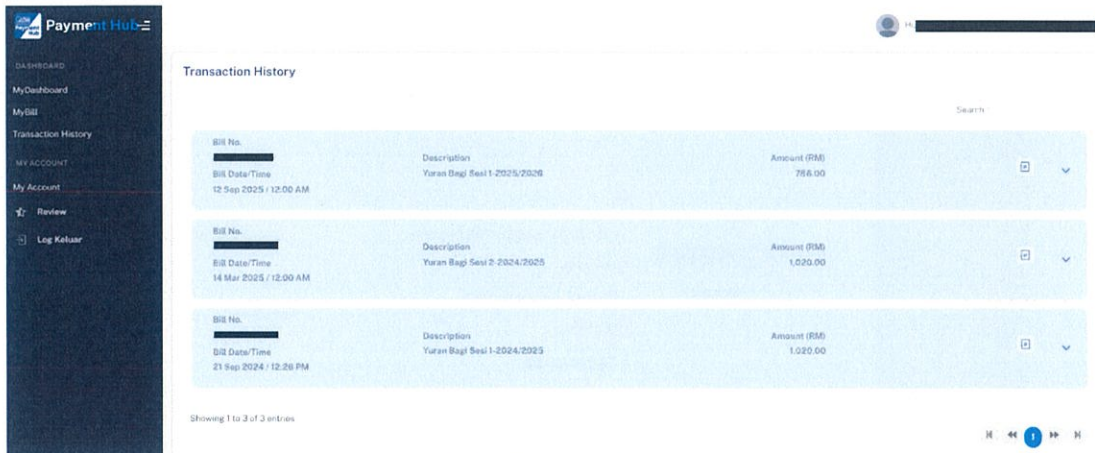 Payment Hub
Hi,
DASHBOARD
MyDashboard
MyBill
Transaction History
MY ACCOUNT
My Account
Review
Log Keluar
Transaction History
Search
Bill No.
Bill Date/Time
12 Sep 2025 / 12:00 AM
Description
Yuran Bagi Sesi 1-2025/2026
Amount (RM)
786.00
Bill No.
Bill Date/Time
14 Mar 2025 / 12:00 AM
Description
Yuran Bagi Sesi 2-2024/2025
Amount (RM)
1,020.00
Bill No.
Bill Date/Time
21 Sep 2024 / 12:26 PM
Description
Yuran Bagi Sesi 1-2024/2025
Amount (RM)
1,020.00
Showing 1 to 3 of 3 entries
1